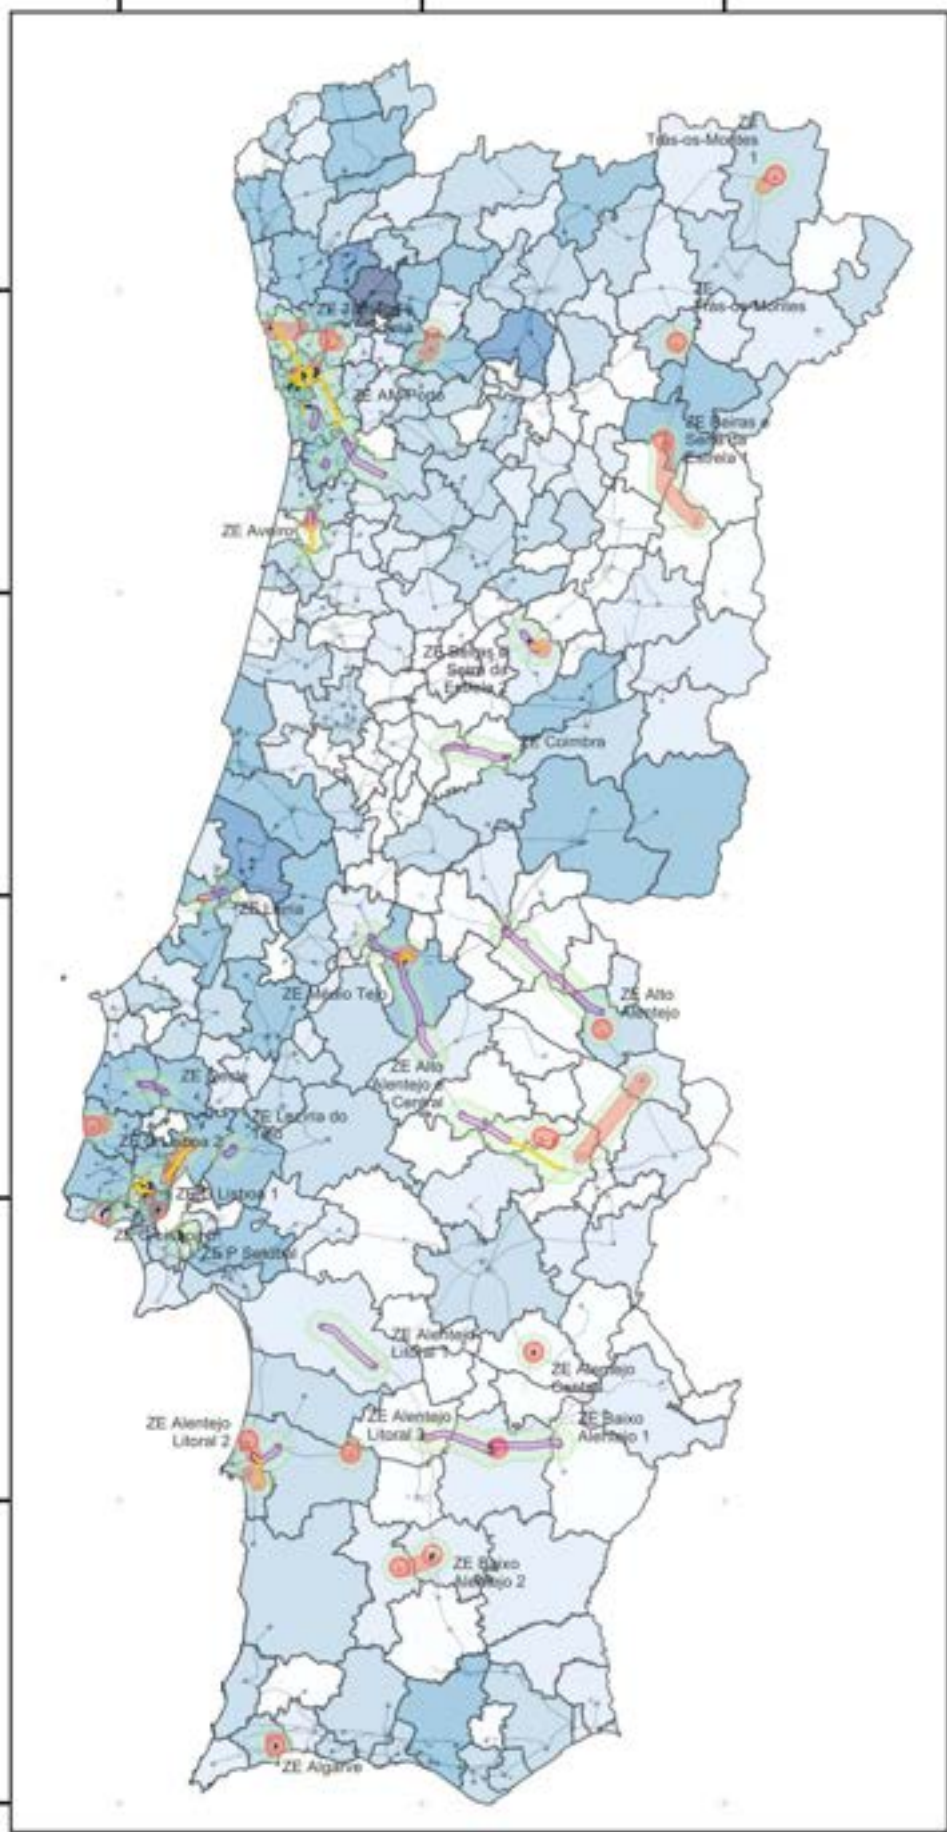 ZE
Trás-os-Montes
1
ZE
Trás-os-Montes
ZE AM Porto
ZE Beiras e
Serra da
Estrela 1
ZE Aveiro
ZE Beiras e
Serra da
Estrela 2
ZE Coimbra
ZE Leiria
ZE Médio Tejo
ZE Alto
Alentejo
ZE Alto
Alentejo e
Central
ZE Oeste
ZE Lezíria do
Tejo
Lisboa 2
Lisboa 1
ZE P Setúbal
ZE Alentejo
Litoral 1
ZE Alentejo
Central
ZE Alentejo
Litoral 2
ZE Alentejo
Litoral 3
ZE Baixo
Alentejo 1
ZE Baixo
Alentejo 2
ZE Algarve